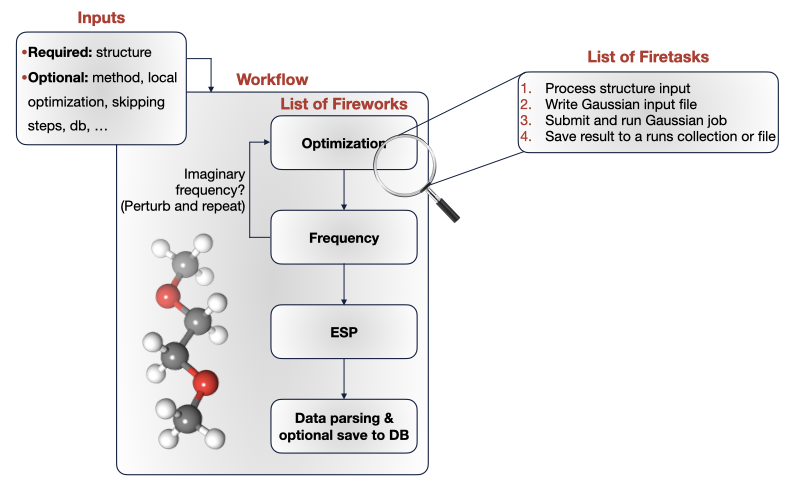 Inputs
•Required: structure
•Optional: method, local
optimization, skipping
steps, db, ...
Workflow
List of Fireworks
Optimization
Imaginary
frequency?
(Perturb and repeat)
Frequency
ESP
Data parsing &
optional save to DB
List of Firetasks
1. Process structure input
2. Write Gaussian input file
3. Submit and run Gaussian job
4. Save result to a runs collection or file